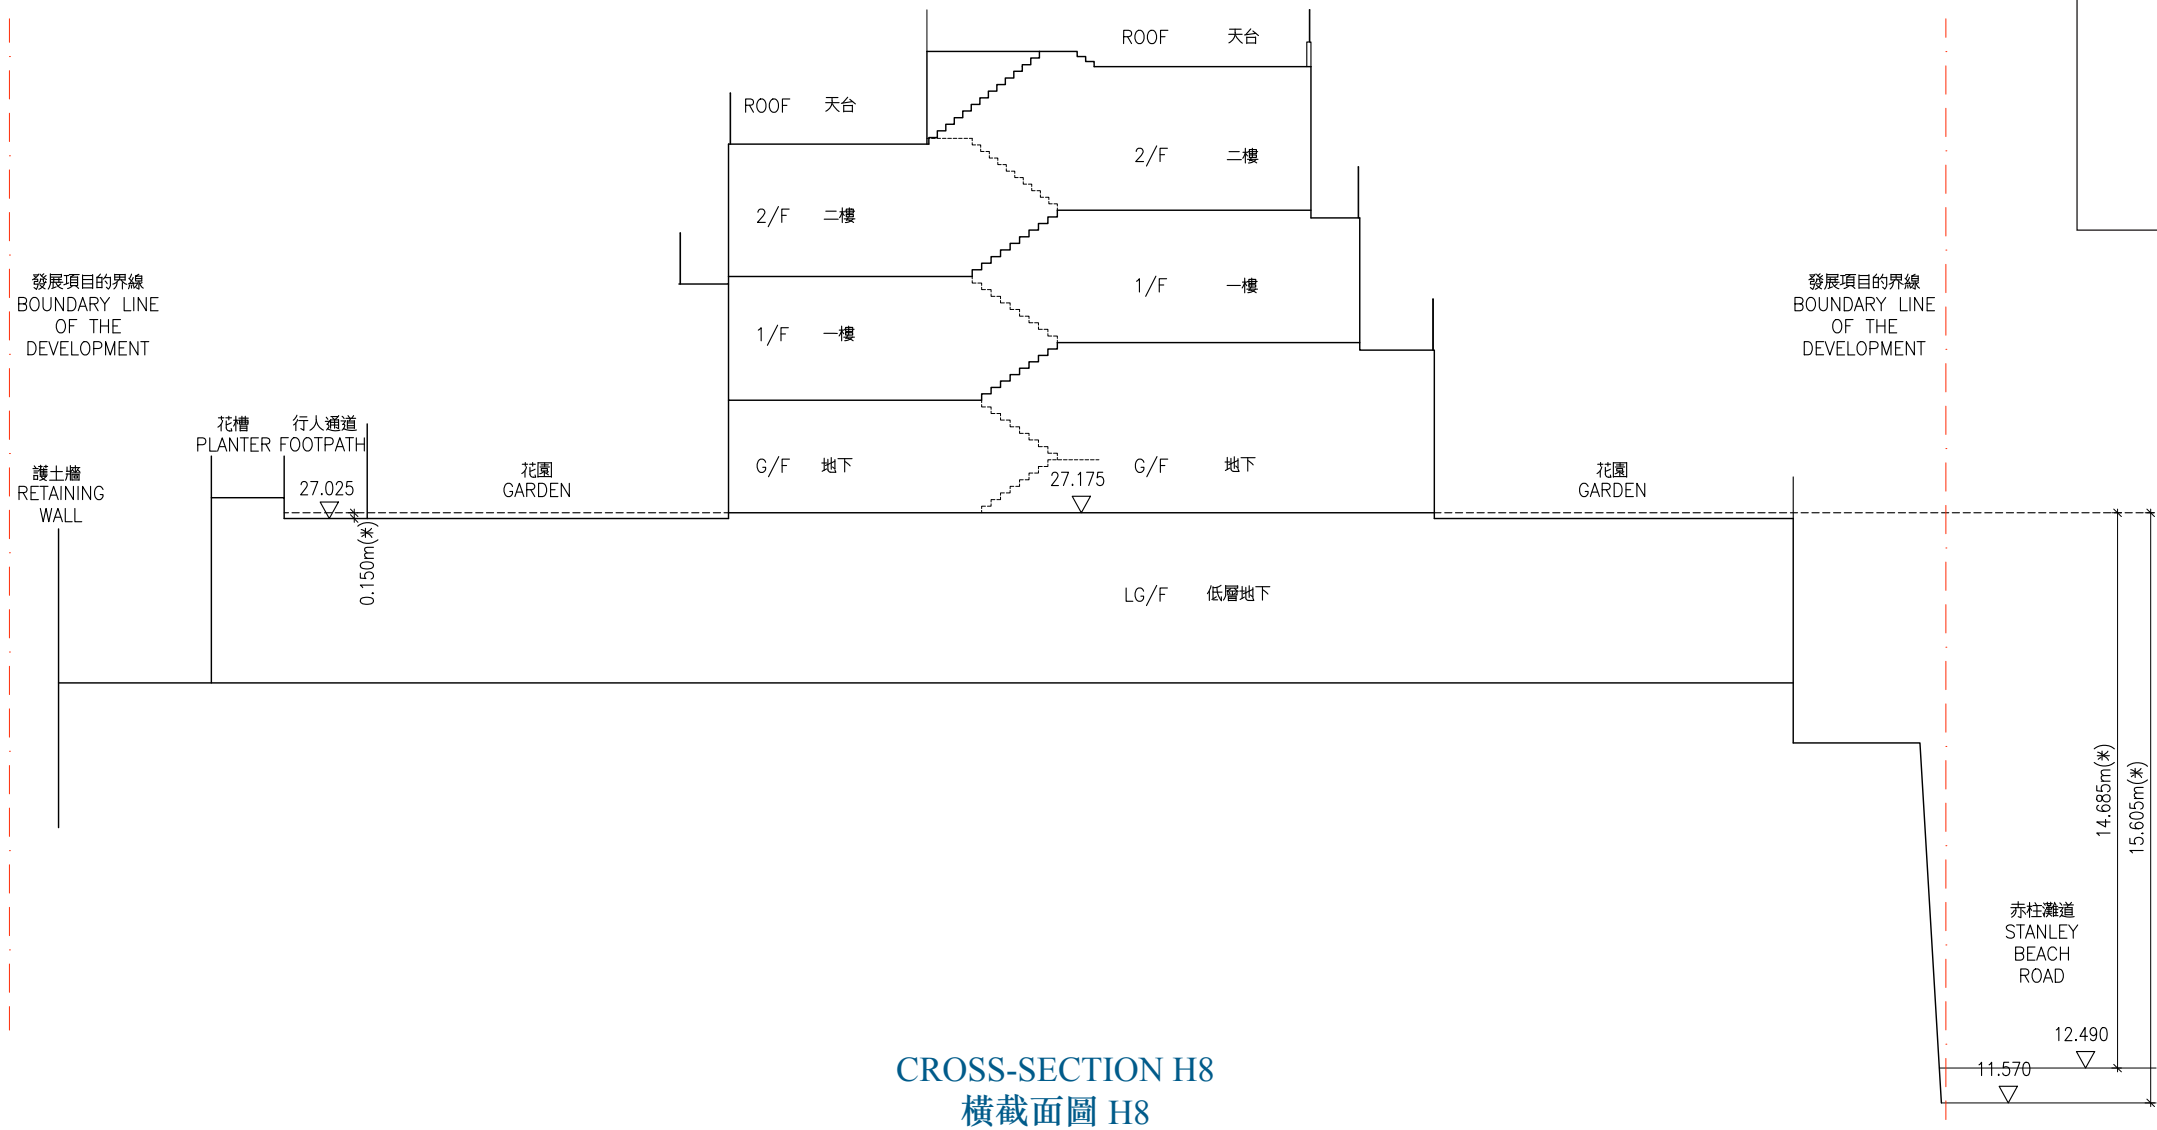 ROOF 天台
ROOF 天台
2/F 二樓
2/F 二樓
發展項目的界線
BOUNDARY LINE
OF THE
DEVELOPMENT
1/F 一樓
發展項目的界線
BOUNDARY LINE
OF THE
DEVELOPMENT
1/F 一樓
花槽
PLANTER
行人通道
FOOTPATH
護土牆
RETAINING
WALL
27.025
花園
GARDEN
G/F 地下
27.175
G/F 地下
花園
GARDEN
0.150m(米)
LG/F 低層地下
14.685m(米)
15.605m(米)
赤柱灘道
STANLEY
BEACH
ROAD
12.490
11.570
CROSS-SECTION H8
橫截面圖 H8